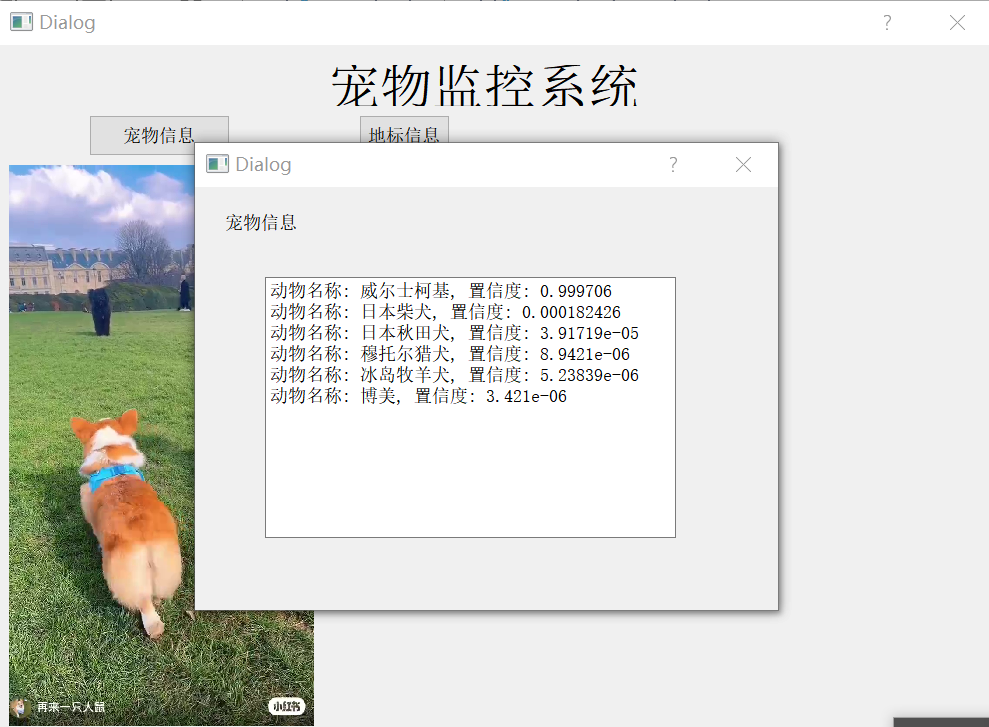 Dialog
?
宠物监控系统
宠物信息
地标信息
Dialog
?
宠物信息
动物名称: 威尔士柯基, 置信度: 0.999706
动物名称: 日本柴犬, 置信度: 0.000182426
动物名称: 日本秋田犬, 置信度: 3.91719e-05
动物名称: 穆托尔猎犬, 置信度: 8.9421e-06
动物名称: 冰岛牧羊犬, 置信度: 5.23839e-06
动物名称: 博美, 置信度: 3.421e-06
再来一只大鼠
小红书